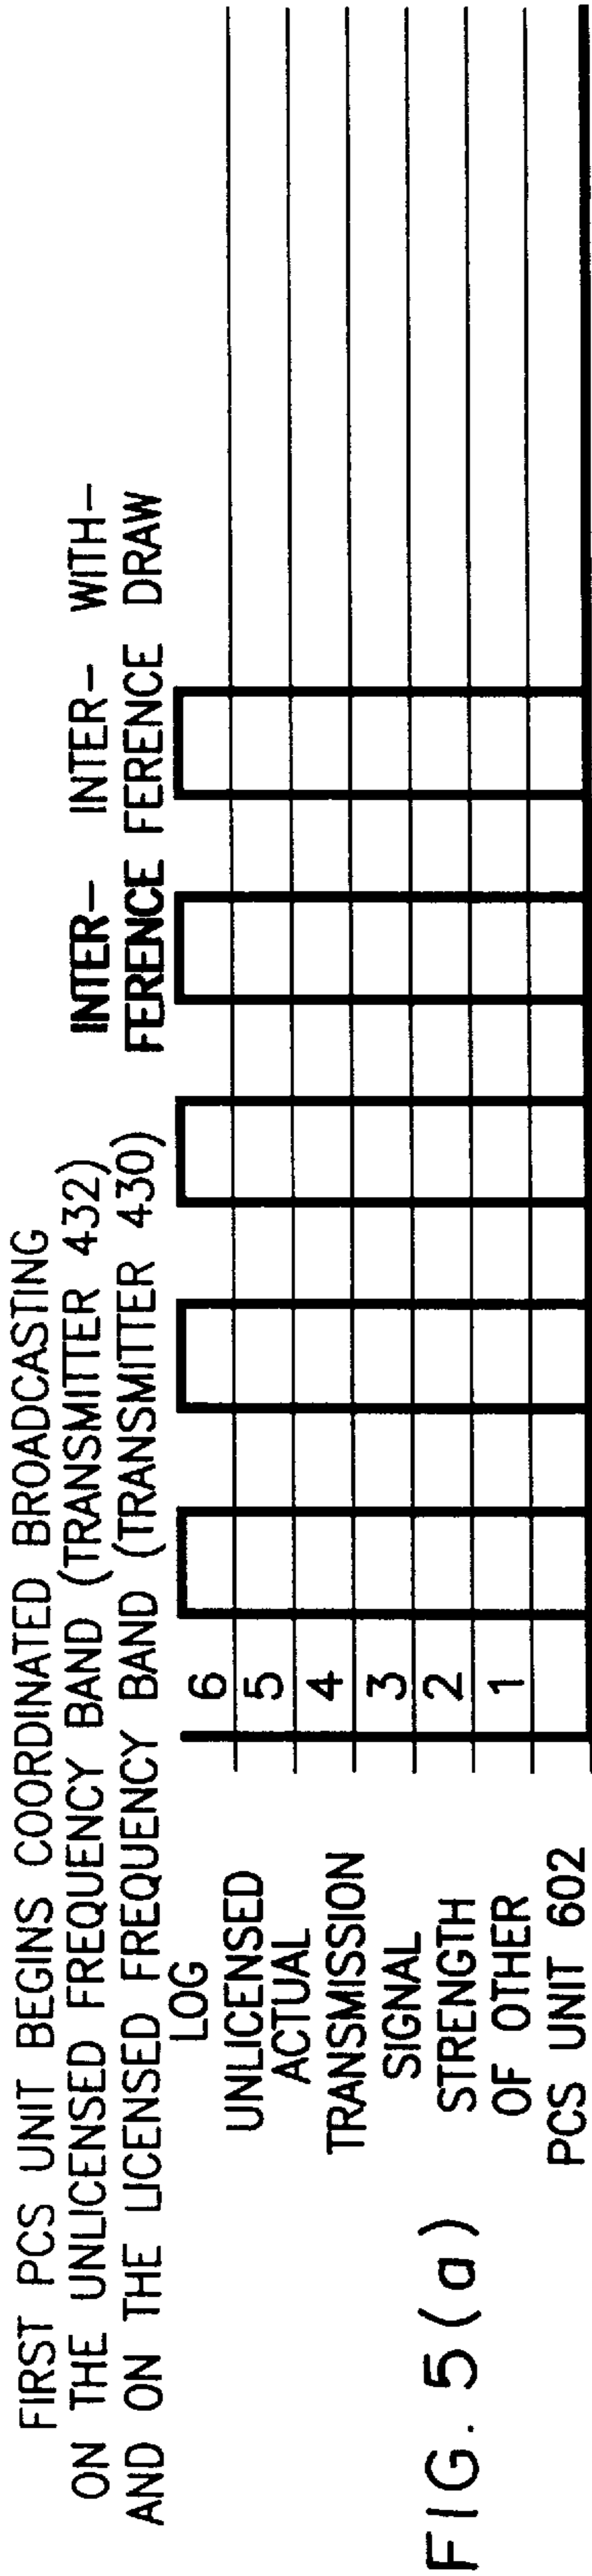 FIRST PCS UNIT BEGINS COORDINATED BROADCASTING
ON THE UNLICENSED FREQUENCY BAND (TRANSMITTER 432)
AND ON THE LICENSED FREQUENCY BAND (TRANSMITTER 430)
INTER-
FERENCE
INTER-
FERENCE
WITH-
DRAW
LOG
UNLICENSED
ACTUAL
TRANSMISSION
SIGNAL
STRENGTH
OF OTHER
PCS UNIT 602
6
5
4
3
2
1
FIG. 5(a)